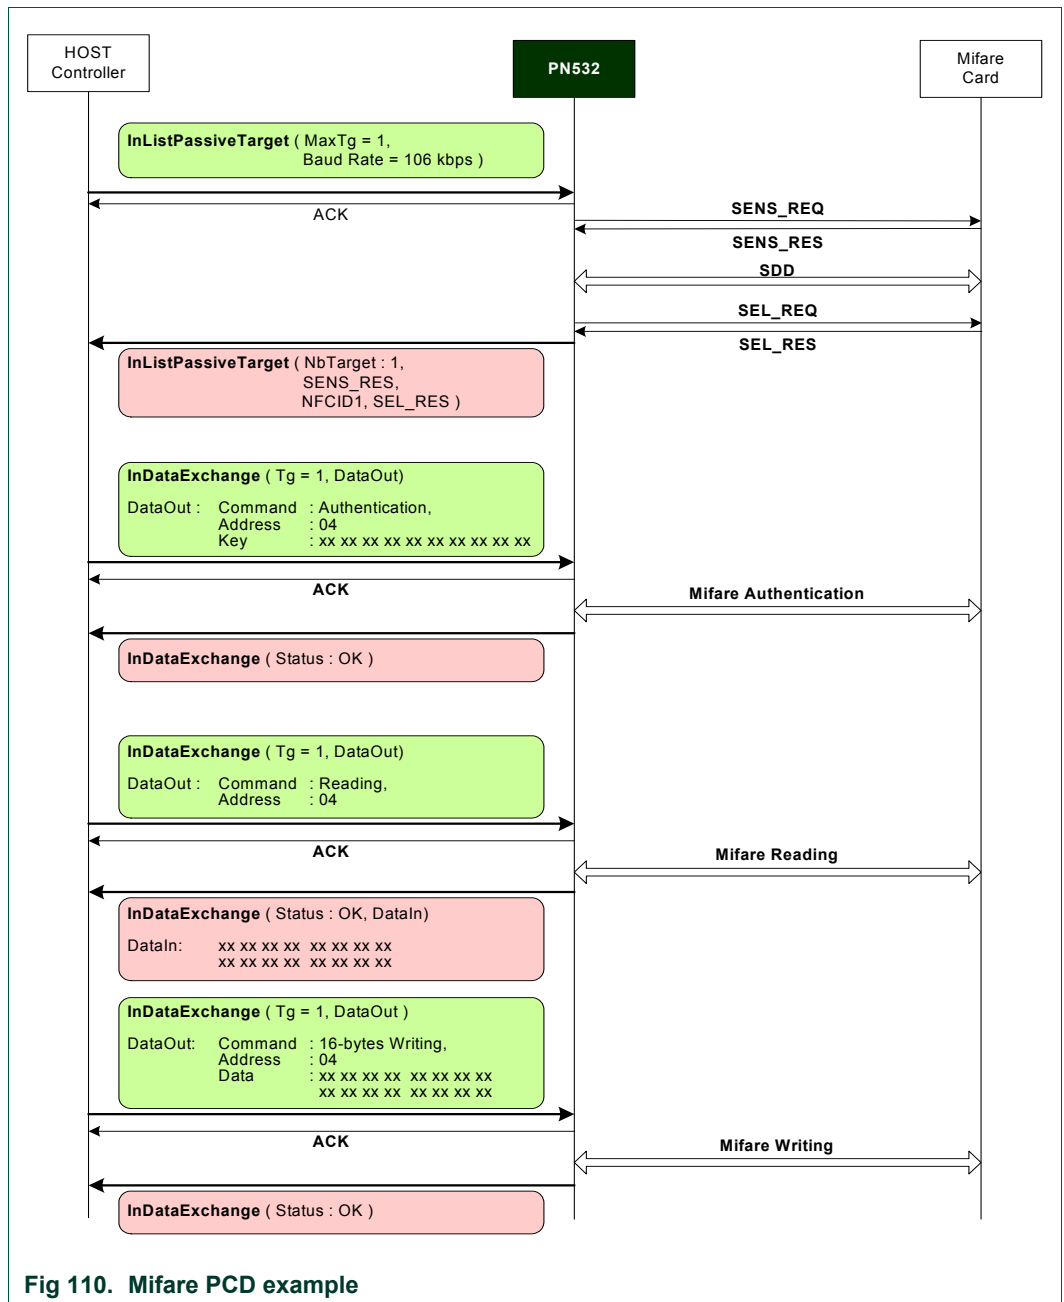 HOST
Controller
PN532
Mifare
Card
InListPassiveTarget ( MaxTg = 1,
Baud Rate = 106 kbps )
ACK
SENS_REQ
SENS_RES
SDD
SEL_REQ
SEL_RES
InListPassiveTarget ( NbTarget : 1,
SENS_RES,
NFCID1, SEL_RES )
InDataExchange ( Tg = 1, DataOut)
DataOut : Command : Authentication,
Address : 04
Key : xx xx xx xx xx xx xx xx xx xx
ACK
Mifare Authentication
InDataExchange ( Status : OK )
InDataExchange ( Tg = 1, DataOut)
DataOut : Command : Reading,
Address : 04
ACK
Mifare Reading
InDataExchange ( Status : OK, DataIn)
DataIn: xx xx xx xx xx xx xx xx
xx xx xx xx xx xx xx xx
InDataExchange ( Tg = 1, DataOut )
DataOut: Command : 16-bytes Writing,
Address : 04
Data : xx xx xx xx xx xx xx xx
xx xx xx xx xx xx xx xx
ACK
Mifare Writing
InDataExchange ( Status : OK )
Fig 110. Mifare PCD example